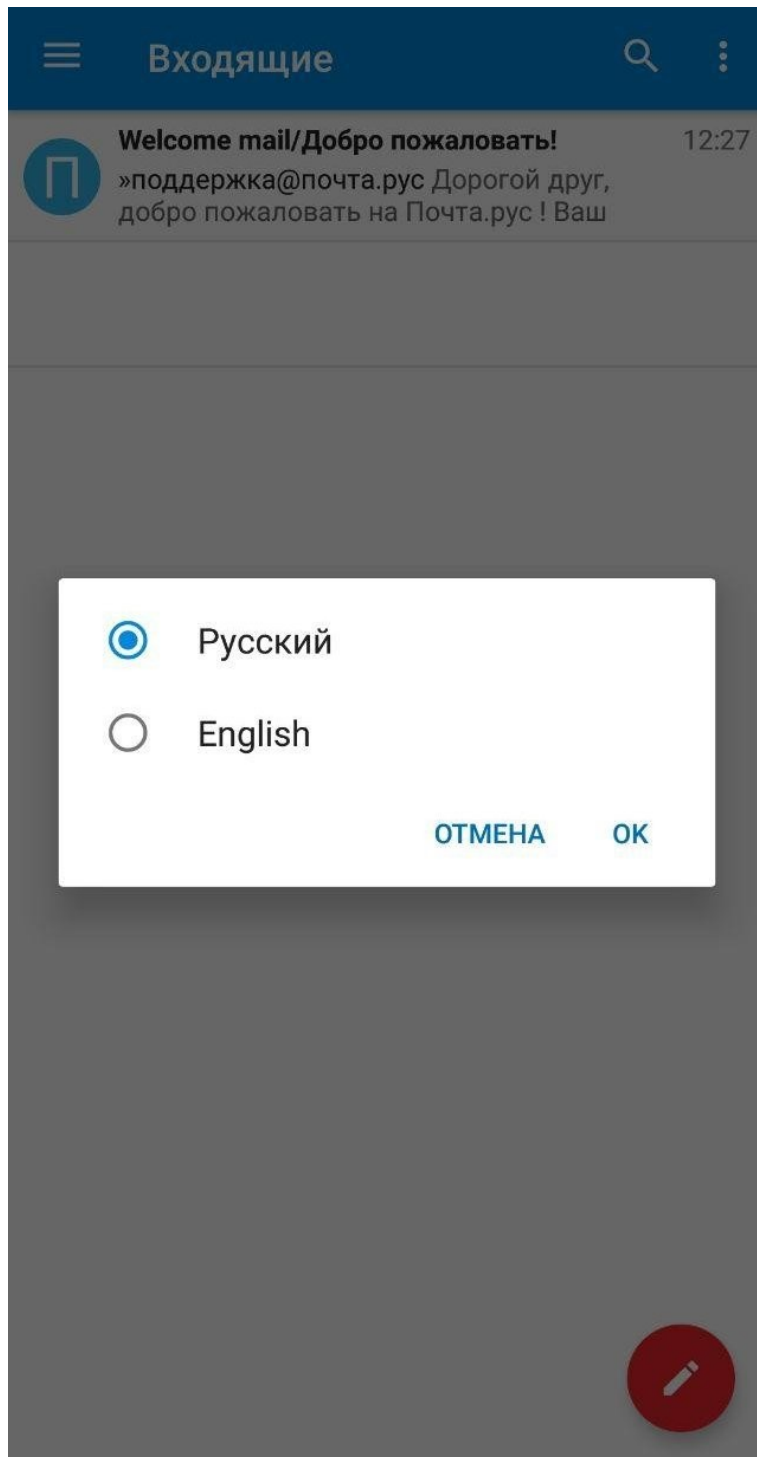 Входящие
Welcome mail/Добро пожаловать! 12:27
П
»поддержка@почта.рус Дорогой друг,
добро пожаловать на Почта.рус ! Ваш
Русский
English
ОТМЕНА ОК